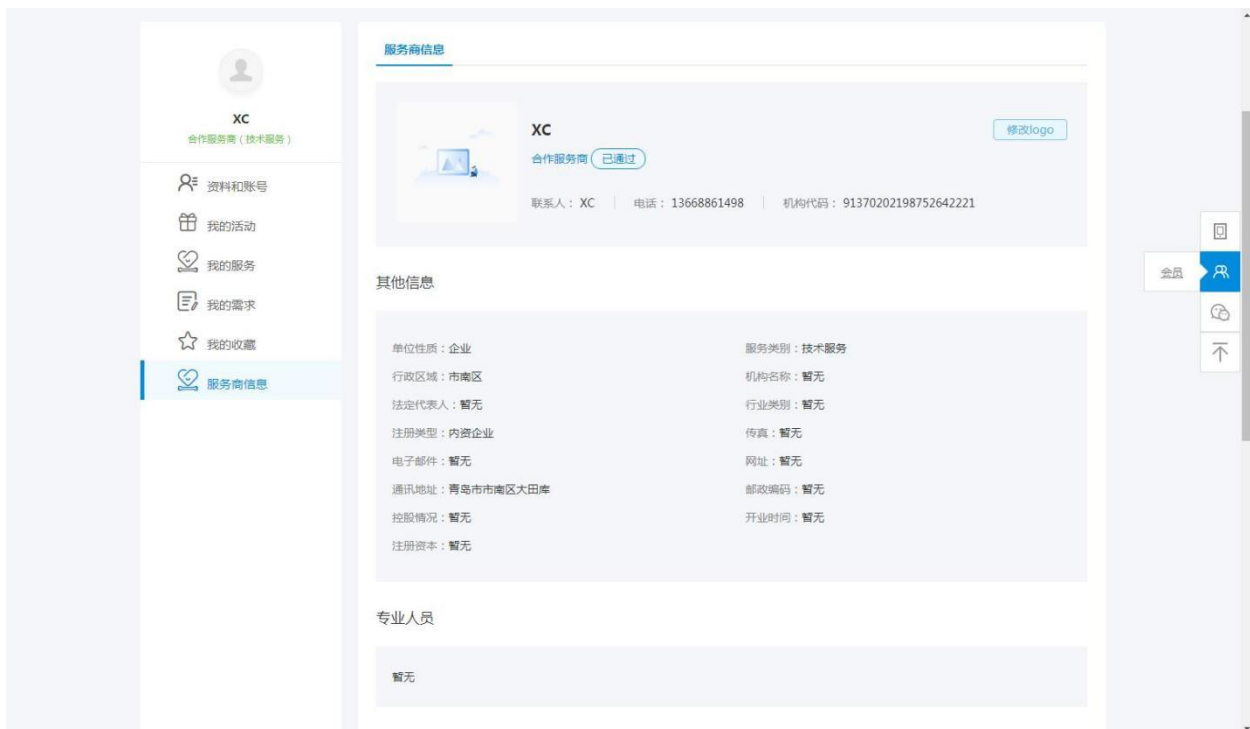 XC
合作服务商（技术服务）
资料和账号
我的活动
我的服务
我的需求
我的收藏
服务商信息
服务商信息
XC
修改logo
合作服务商 已通过
联系人：XC 电话：13668861498 机构代码：91370202198752642221
其他信息
单位性质：企业 服务类别：技术服务
行政区域：市南区 机构名称：暂无
法定代表人：暂无 行业类别：暂无
注册类型：内资企业 传真：暂无
电子邮件：暂无 网址：暂无
通讯地址：青岛市市南区大田库 邮政编码：暂无
控股情况：暂无 开业时间：暂无
注册资本：暂无
专业人员
暂无
会员